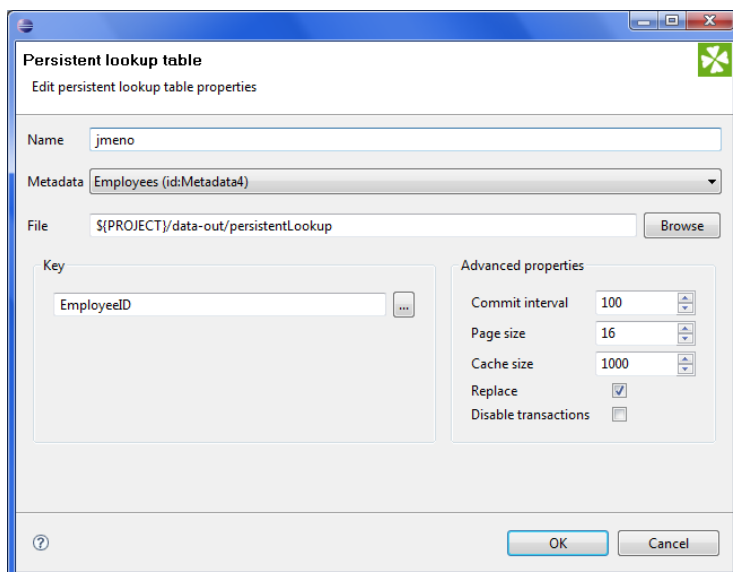 Persistent lookup table
Edit persistent lookup table properties
Name jmeno
Metadata Employees (id:Metadata4)
File ${PROJECT}/data-out/persistentLookup Browse
Key
EmployeeID ...
Advanced properties
Commit interval 100
Page size 16
Cache size 1000
Replace
Disable transactions
? OK Cancel